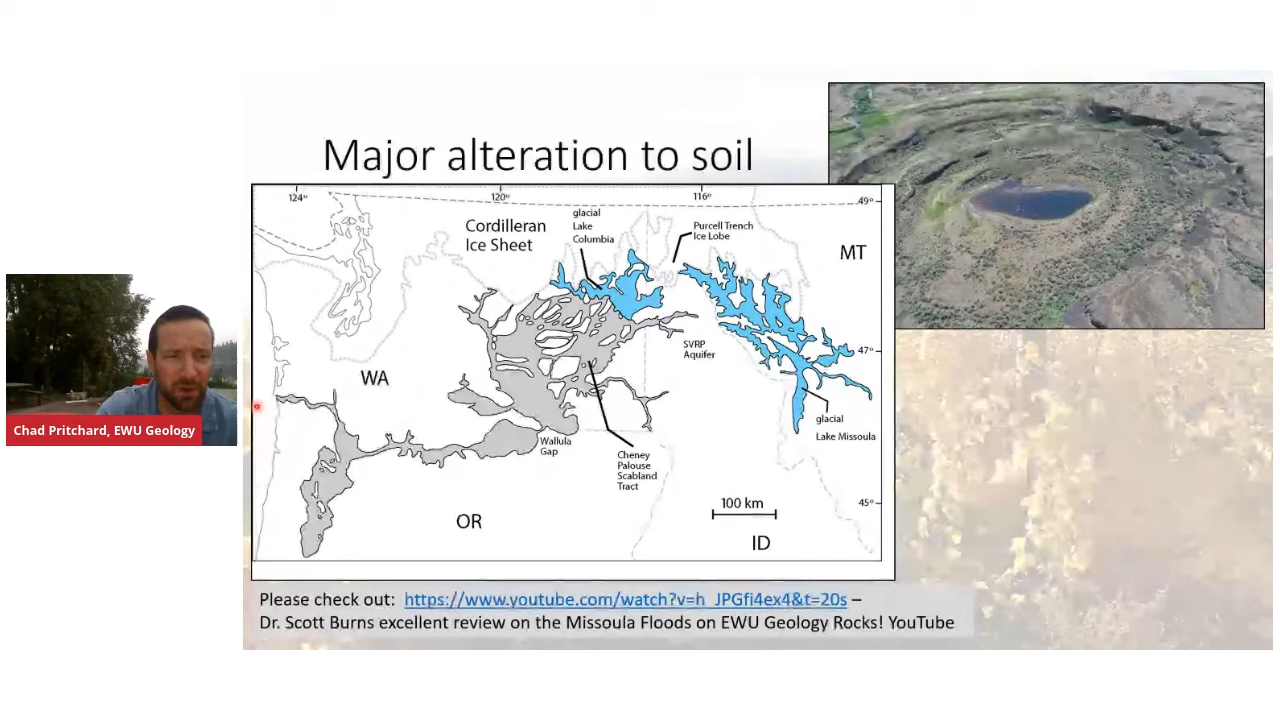 Major alteration to soil
124°
120°
116°
49°
Cordilleran
Ice Sheet
glacial
Lake
Columbia
Purcell Trench
Ice Lobe
MT
SVRP
Aquifer
47°
WA
glacial
Lake Missoula
Wallula
Gap
Cheney
Palouse
Scabland
Tract
45°
100 km
OR
ID
Chad Pritchard, EWU Geology
Please check out: https://www.youtube.com/watch?v=h_JPGfi4ex4&t=20s –
Dr. Scott Burns excellent review on the Missoula Floods on EWU Geology Rocks! YouTube